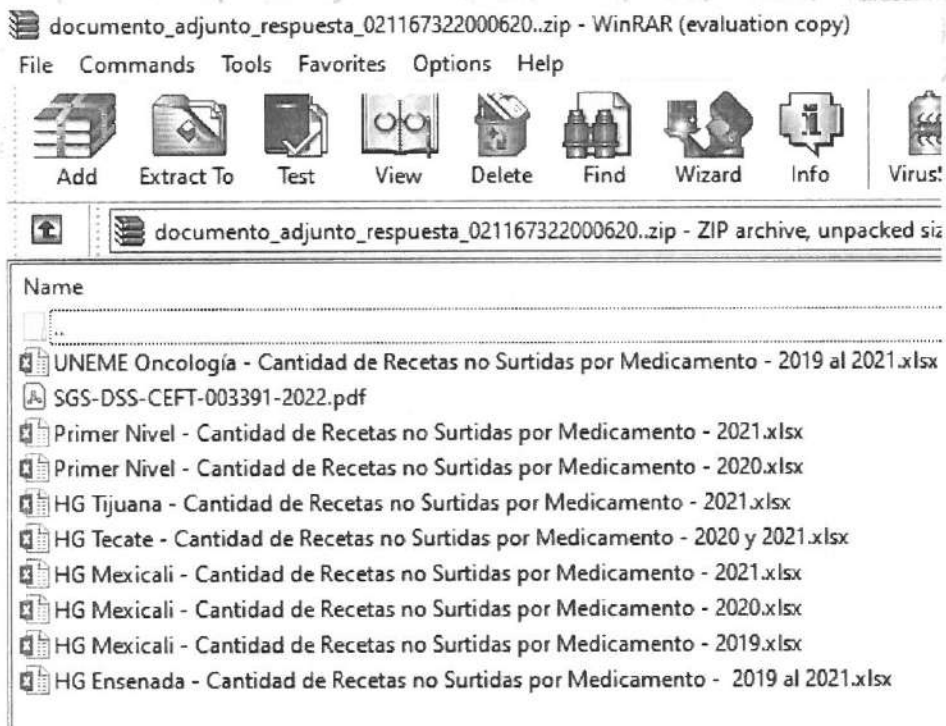 documento_adjunto_respuesta_021167322000620..zip - WinRAR (evaluation copy)
File Commands Tools Favorites Options Help
Add Extract To Test View Delete Find Wizard Info Virus
documento_adjunto_respuesta_021167322000620..zip - ZIP archive, unpacked siz
Name
..
UNEME Oncología - Cantidad de Recetas no Surtidas por Medicamento - 2019 al 2021.xlsx
SGS-DSS-CEFT-003391-2022.pdf
Primer Nivel - Cantidad de Recetas no Surtidas por Medicamento - 2021.xlsx
Primer Nivel - Cantidad de Recetas no Surtidas por Medicamento - 2020.xlsx
HG Tijuana - Cantidad de Recetas no Surtidas por Medicamento - 2021.xlsx
HG Tecate - Cantidad de Recetas no Surtidas por Medicamento - 2020 y 2021.xlsx
HG Mexicali - Cantidad de Recetas no Surtidas por Medicamento - 2021.xlsx
HG Mexicali - Cantidad de Recetas no Surtidas por Medicamento - 2020.xlsx
HG Mexicali - Cantidad de Recetas no Surtidas por Medicamento - 2019.xlsx
HG Ensenada - Cantidad de Recetas no Surtidas por Medicamento - 2019 al 2021.xlsx